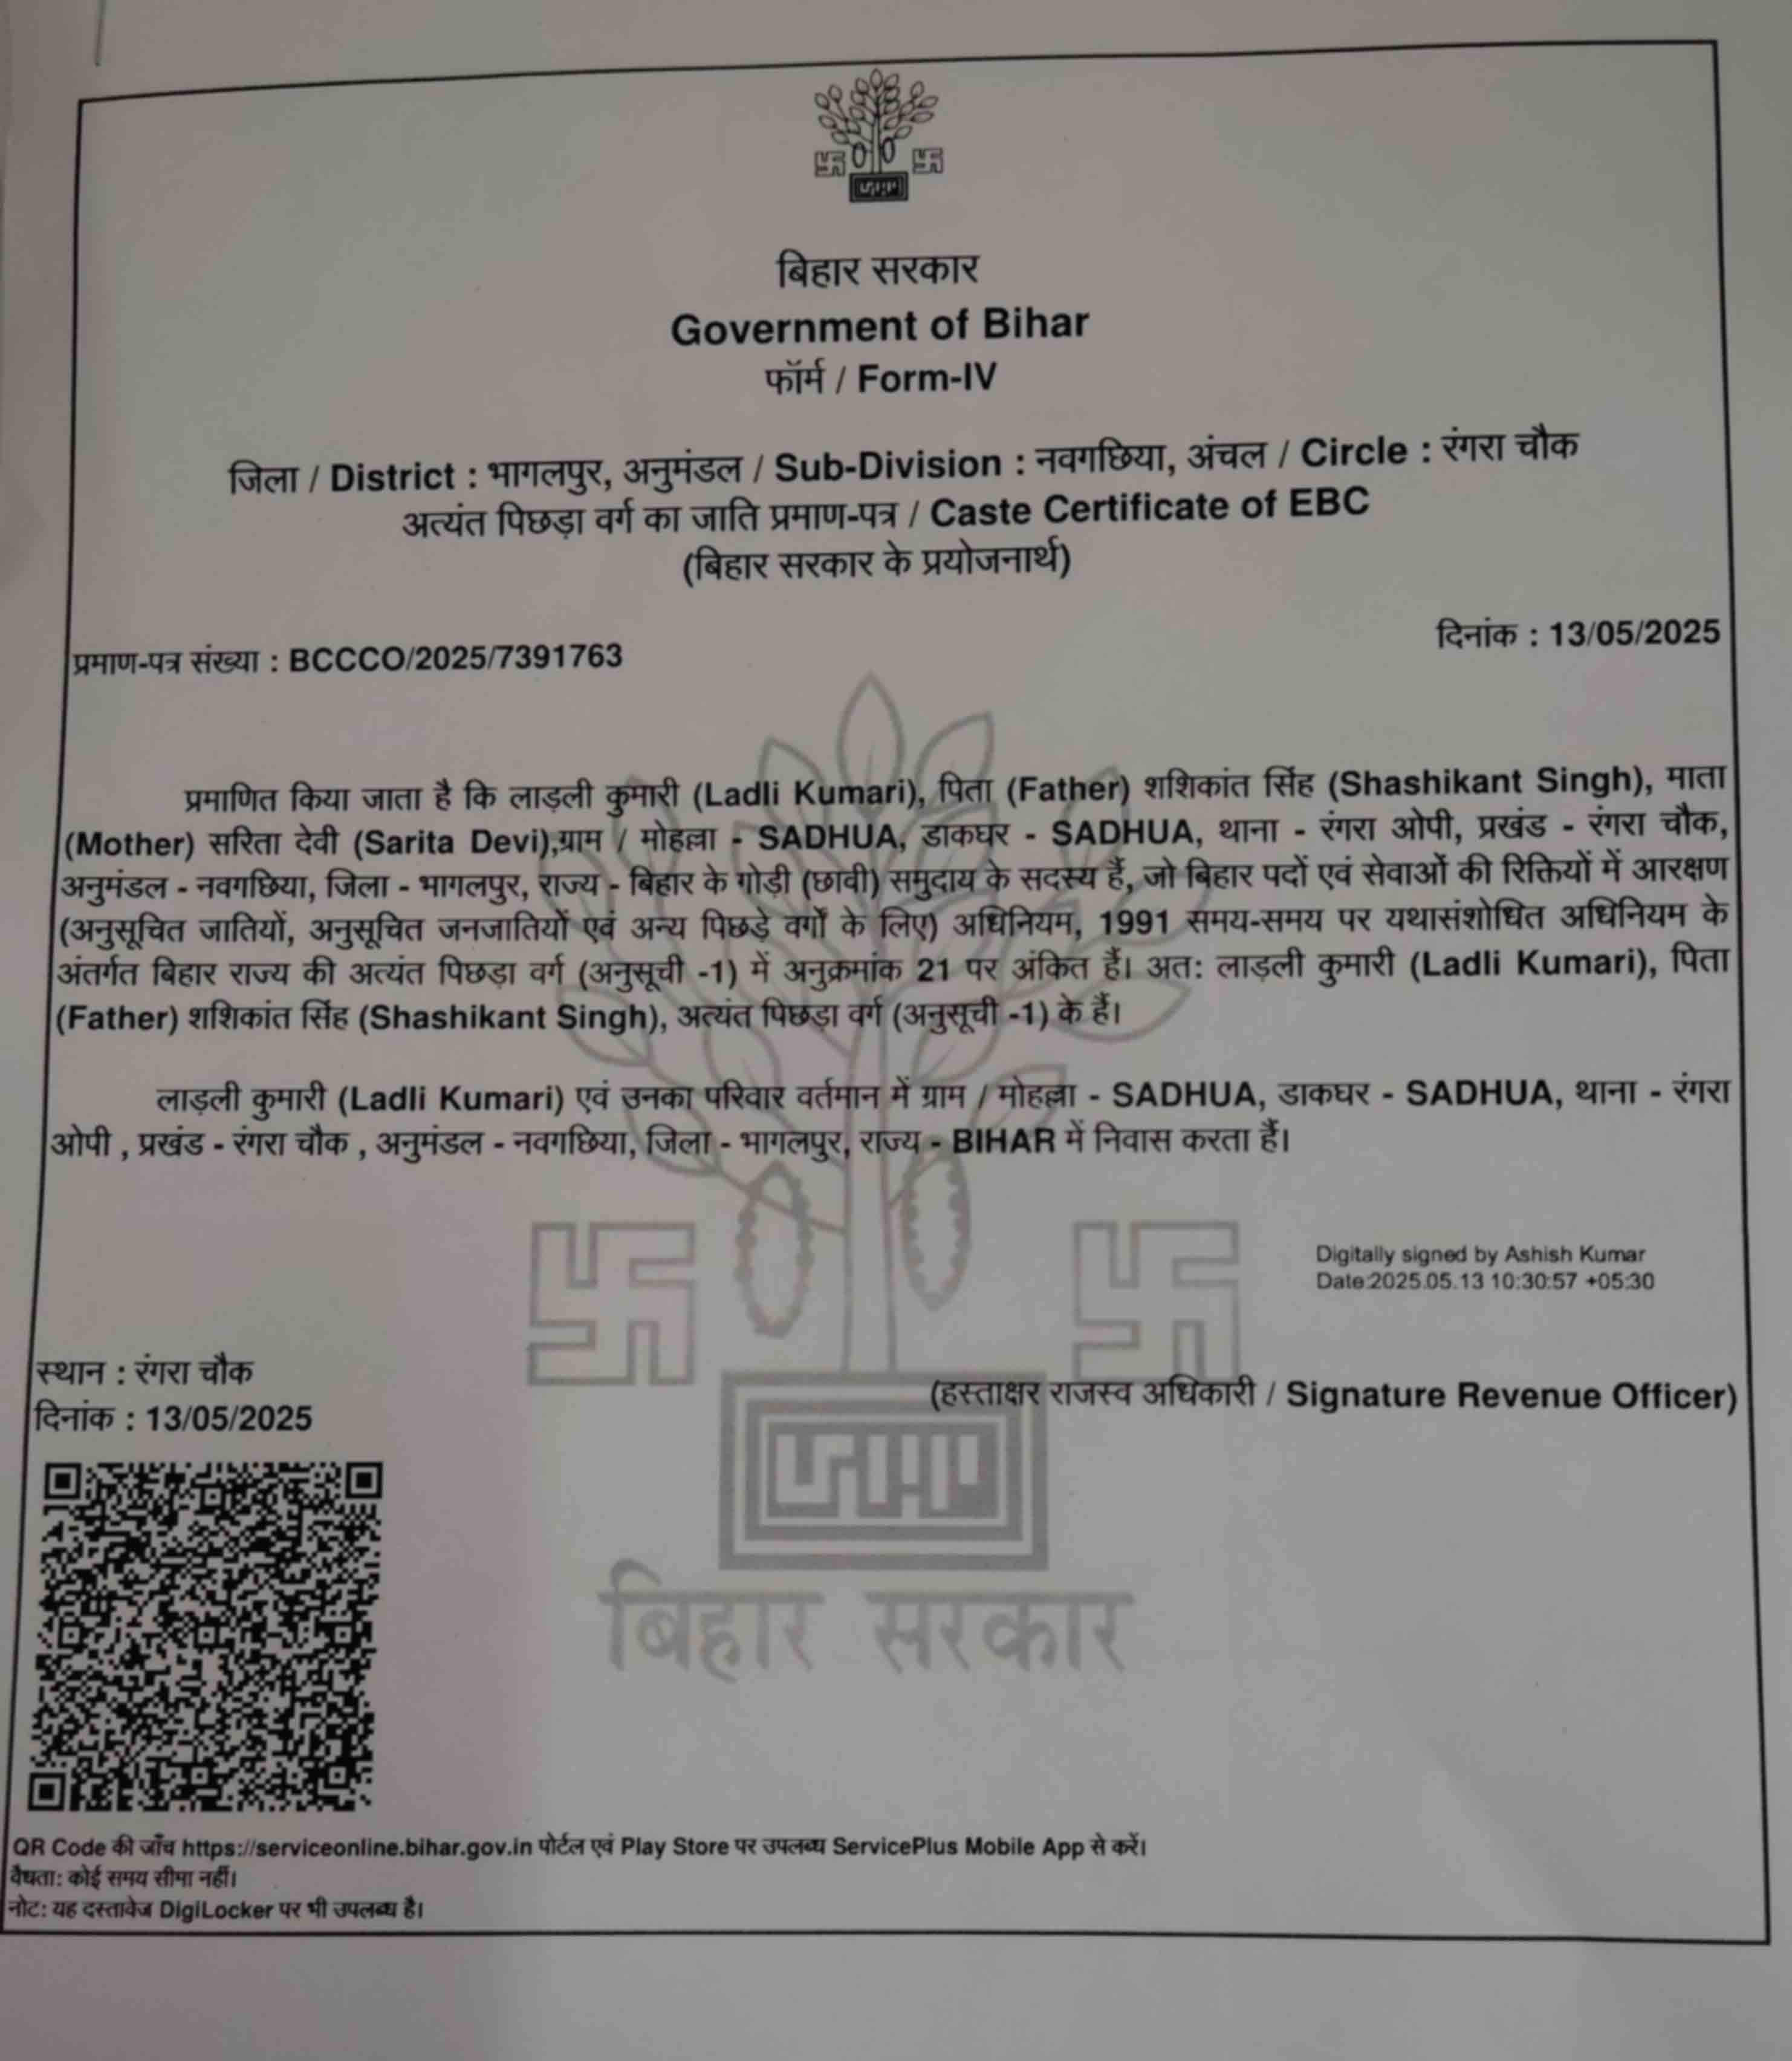 बिहार सरकार
Government of Bihar
फॉर्म / Form-IV
जिला / District : भागलपुर, अनुमंडल / Sub-Division : नवगछिया, अंचल / Circle : रंगरा चौक
अत्यंत पिछड़ा वर्ग का जाति प्रमाण-पत्र / Caste Certificate of EBC
(बिहार सरकार के प्रयोजनार्थ)
प्रमाण-पत्र संख्या : BCCCO/2025/7391763
दिनांक : 13/05/2025
प्रमाणित किया जाता है कि लाड़ली कुमारी (Ladli Kumari), पिता (Father) शशिकांत सिंह (Shashikant Singh), माता
(Mother) सरिता देवी (Sarita Devi),ग्राम / मोहल्ला - SADHUA, डाकघर - SADHUA, थाना - रंगरा ओपी, प्रखंड - रंगरा चौक,
अनुमंडल - नवगछिया, जिला - भागलपुर, राज्य - बिहार के गोड़ी (छावी) समुदाय के सदस्य हैं, जो बिहार पदों एवं सेवाओं की रिक्तियों में आरक्षण
(अनुसूचित जातियों, अनुसूचित जनजातियों एवं अन्य पिछड़े वर्गों के लिए) अधिनियम, 1991 समय-समय पर यथासंशोधित अधिनियम के
अंतर्गत बिहार राज्य की अत्यंत पिछड़ा वर्ग (अनुसूची -1) में अनुक्रमांक 21 पर अंकित हैं। अत: लाड़ली कुमारी (Ladli Kumari), पिता
(Father) शशिकांत सिंह (Shashikant Singh), अत्यंत पिछड़ा वर्ग (अनुसूची -1) के हैं।
लाड़ली कुमारी (Ladli Kumari) एवं उनका परिवार वर्तमान में ग्राम / मोहल्ला - SADHUA, डाकघर - SADHUA, थाना - रंगरा
ओपी , प्रखंड - रंगरा चौक , अनुमंडल - नवगछिया, जिला - भागलपुर, राज्य - BIHAR में निवास करता हैं।
Digitally signed by Ashish Kumar
Date:2025.05.13 10:30:57 +05:30
स्थान : रंगरा चौक
दिनांक : 13/05/2025
(हस्ताक्षर राजस्व अधिकारी / Signature Revenue Officer)
बिहार सरकार
QR Code की जाँच https://serviceonline.bihar.gov.in पोर्टल एवं Play Store पर उपलब्ध ServicePlus Mobile App से करें।
वैधता: कोई समय सीमा नहीं।
नोट: यह दस्तावेज DigiLocker पर भी उपलब्ध है।